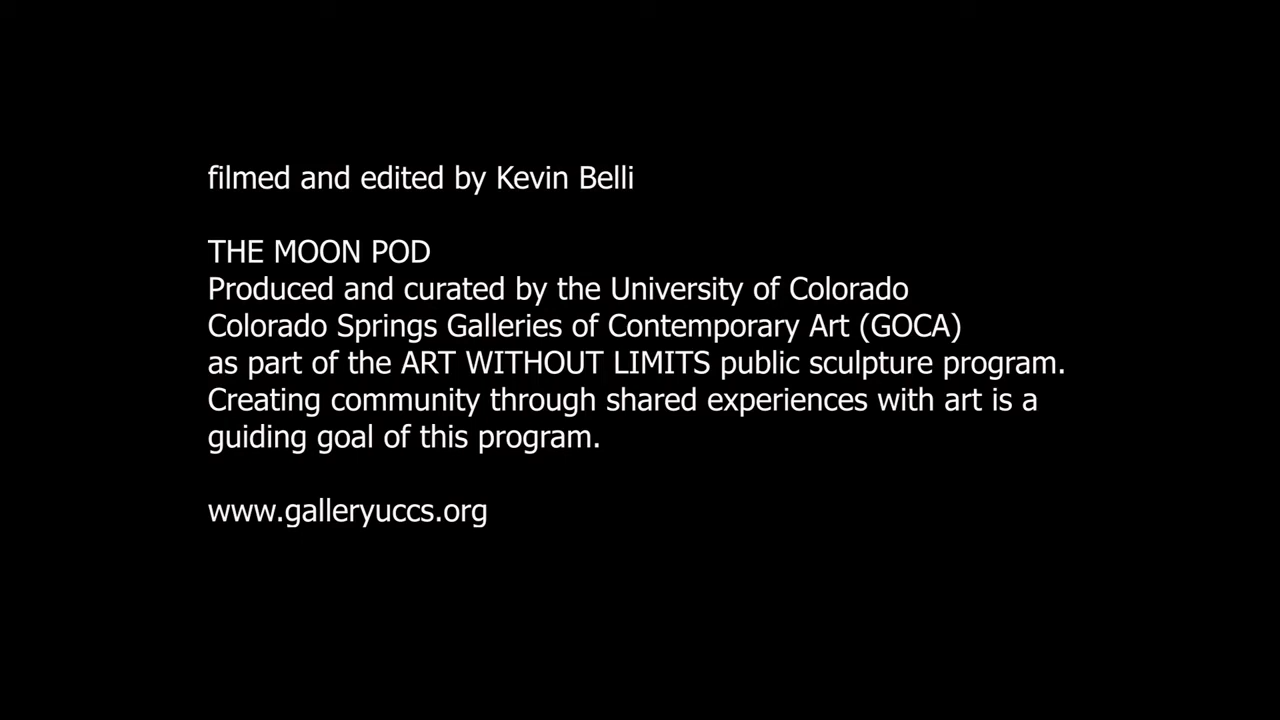 filmed and edited by Kevin Belli
THE MOON POD
Produced and curated by the University of Colorado
Colorado Springs Galleries of Contemporary Art (GOCA)
as part of the ART WITHOUT LIMITS public sculpture program.
Creating community through shared experiences with art is a
guiding goal of this program.
www.galleryuccs.org